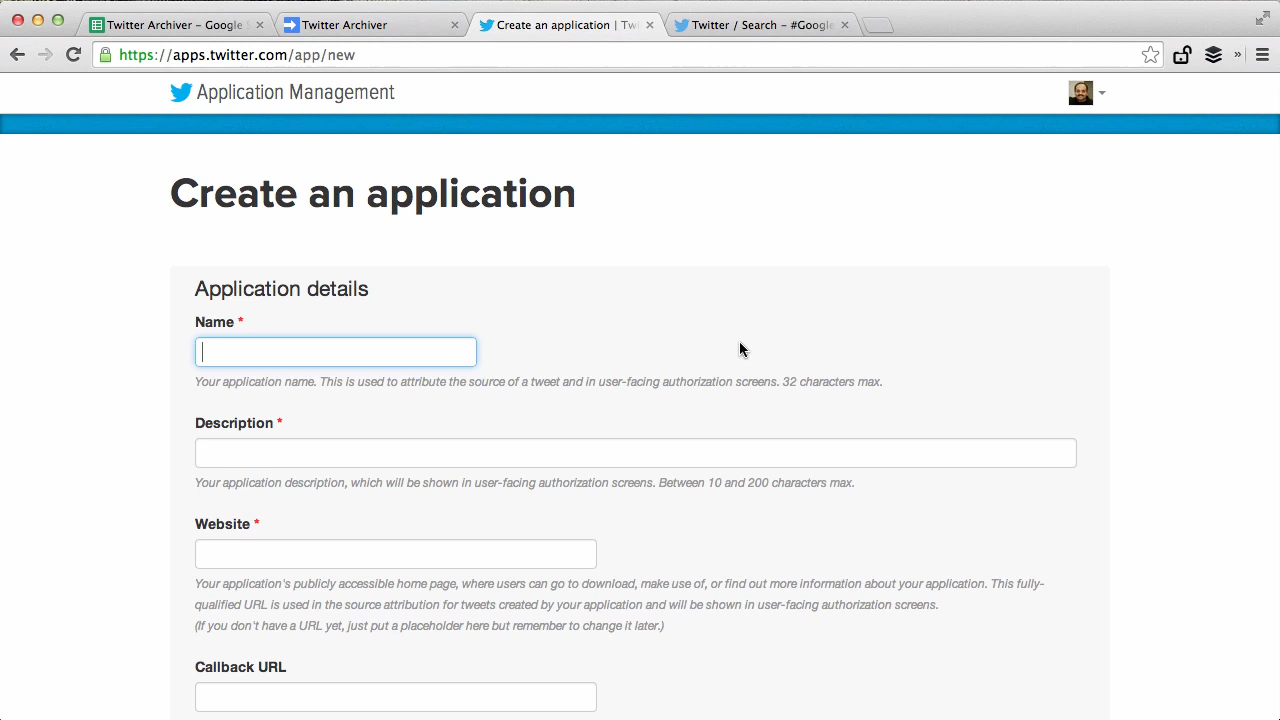 Twitter Archiver – Google S
Twitter Archiver
Create an application | Tw
Twitter / Search – #Google
https://apps.twitter.com/app/new
Application Management
Create an application
Application details
Name *
Your application name. This is used to attribute the source of a tweet and in user-facing authorization screens. 32 characters max.
Description *
Your application description, which will be shown in user-facing authorization screens. Between 10 and 200 characters max.
Website *
Your application's publicly accessible home page, where users can go to download, make use of, or find out more information about your application. This fully-
qualified URL is used in the source attribution for tweets created by your application and will be shown in user-facing authorization screens.
(If you don't have a URL yet, just put a placeholder here but remember to change it later.)
Callback URL